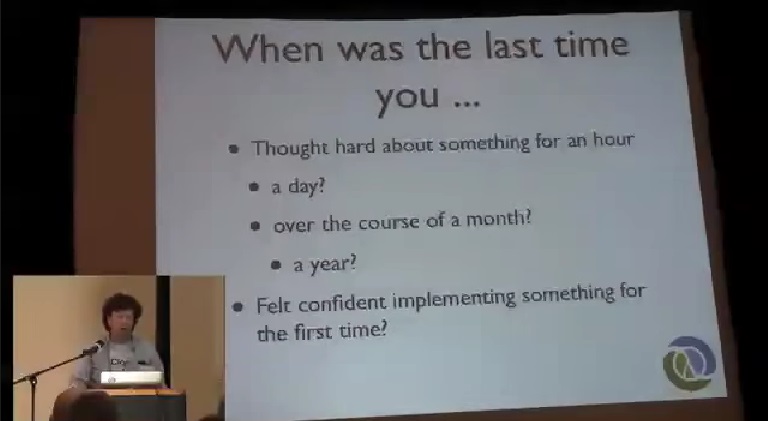 When was the last time
you ...
Thought hard about something for an hour
a day?
over the course of a month?
a year?
Felt confident implementing something for
the first time?